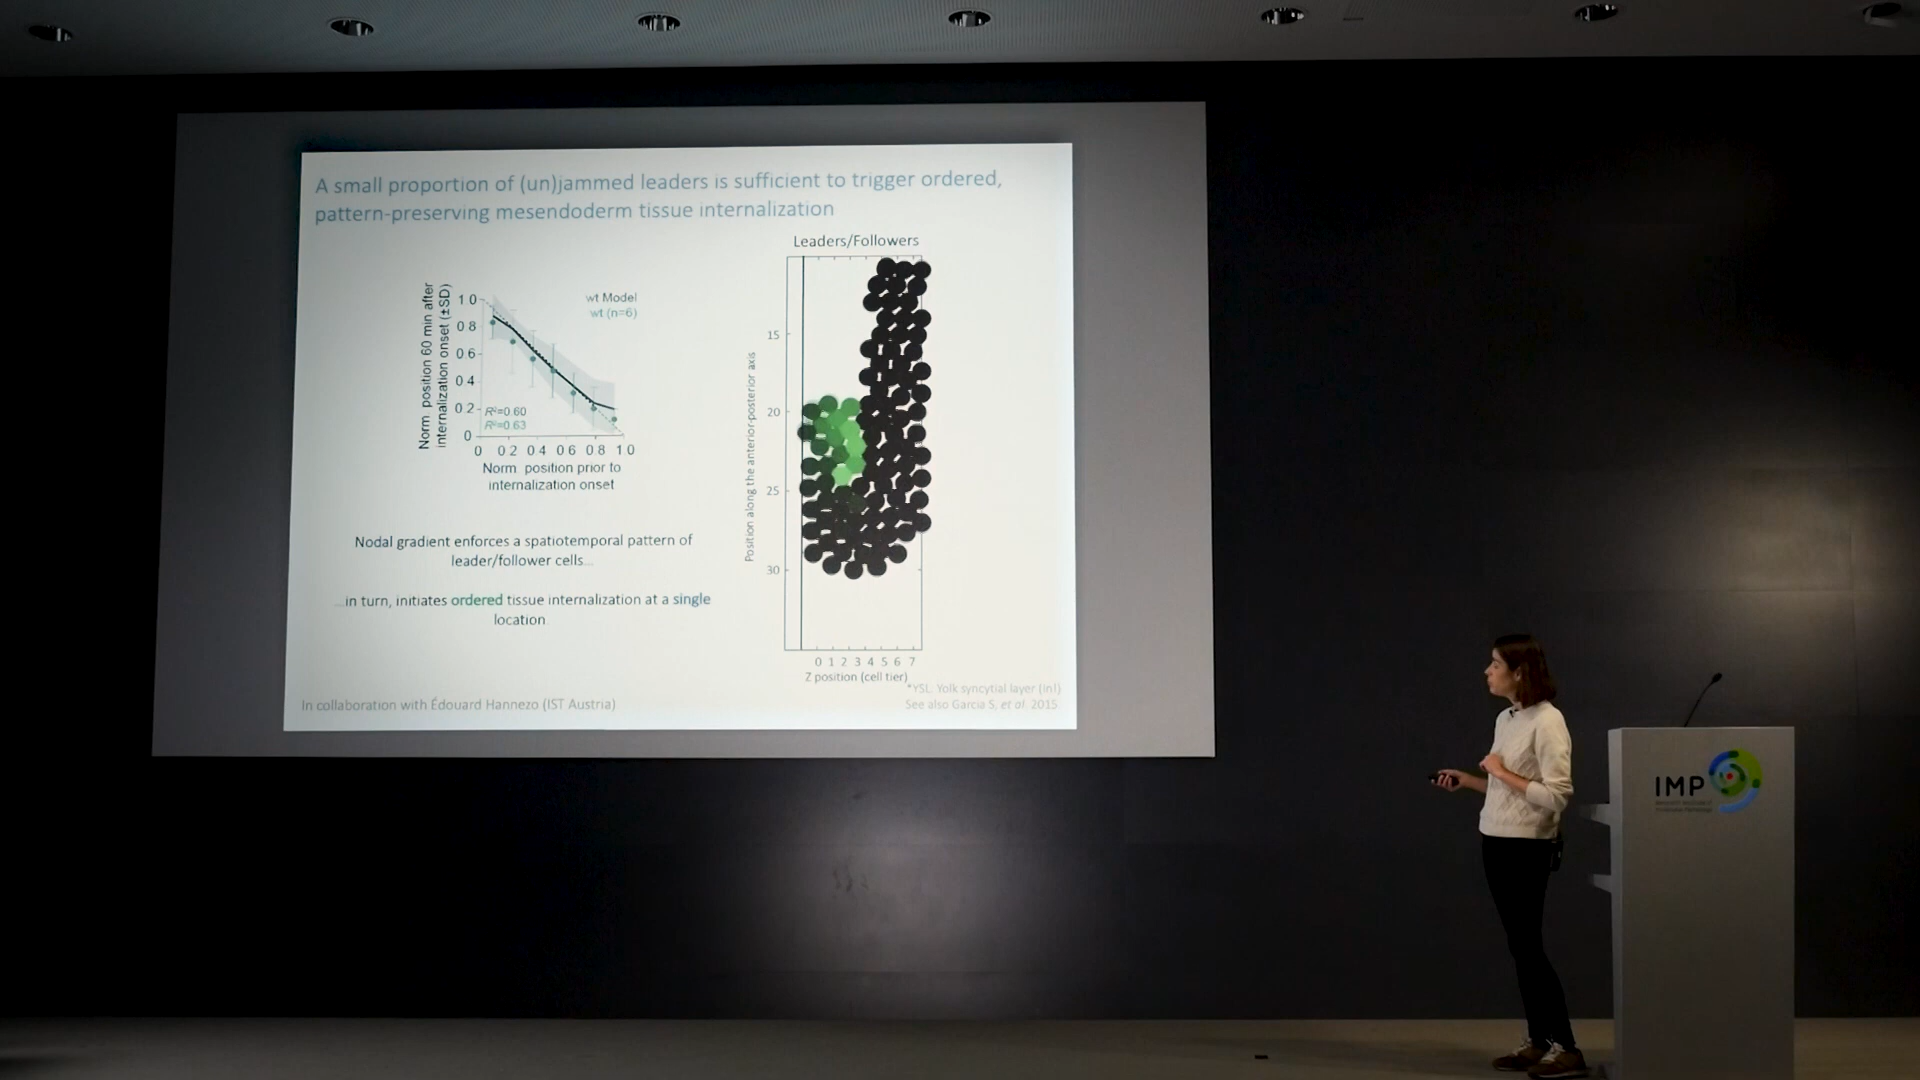 A small proportion of (un)jammed leaders is sufficient to trigger ordered,
pattern-preserving mesendoderm tissue internalization
Norm position 60 min after
internalization onset (±SD)
1 0
0 8
0 6
0 4
0 2
0
wt Model
wt (n=6)
R²=0.60
R²=0.63
0 0 2 0 4 0 6 0 8 1 0
Norm position prior to
internalization onset
Nodal gradient enforces a spatiotemporal pattern of
leader/follower cells...
...in turn, initiates ordered tissue internalization at a single
location
In collaboration with Édouard Hannezo (IST Austria)
Leaders/Followers
Position along the anterior-posterior axis
15
20
25
30
0 1 2 3 4 5 6 7
Z position (cell tier)
*YSL: Yolk syncytial layer (int)
See also Garcia S, et al. 2015
IMP